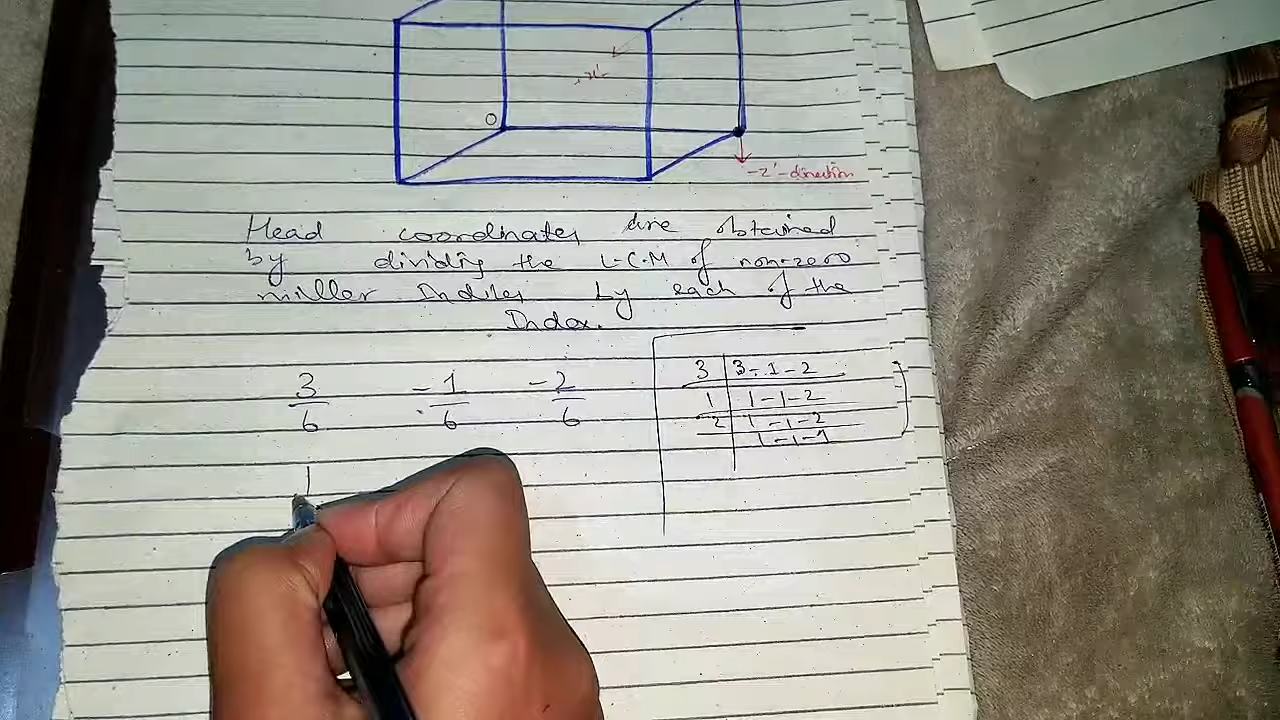 -x'
O
-z'-direction
Head coordinates are obtained
by dividing the L.C.M of non-zero
miller Indices by each of the
Index.
3/6 -1/6 -2/6
3 | 3 - 1 - 2
1 | 1 - 1 - 2
2 | 1 - 1 - 2
1 - 1 - 1
1